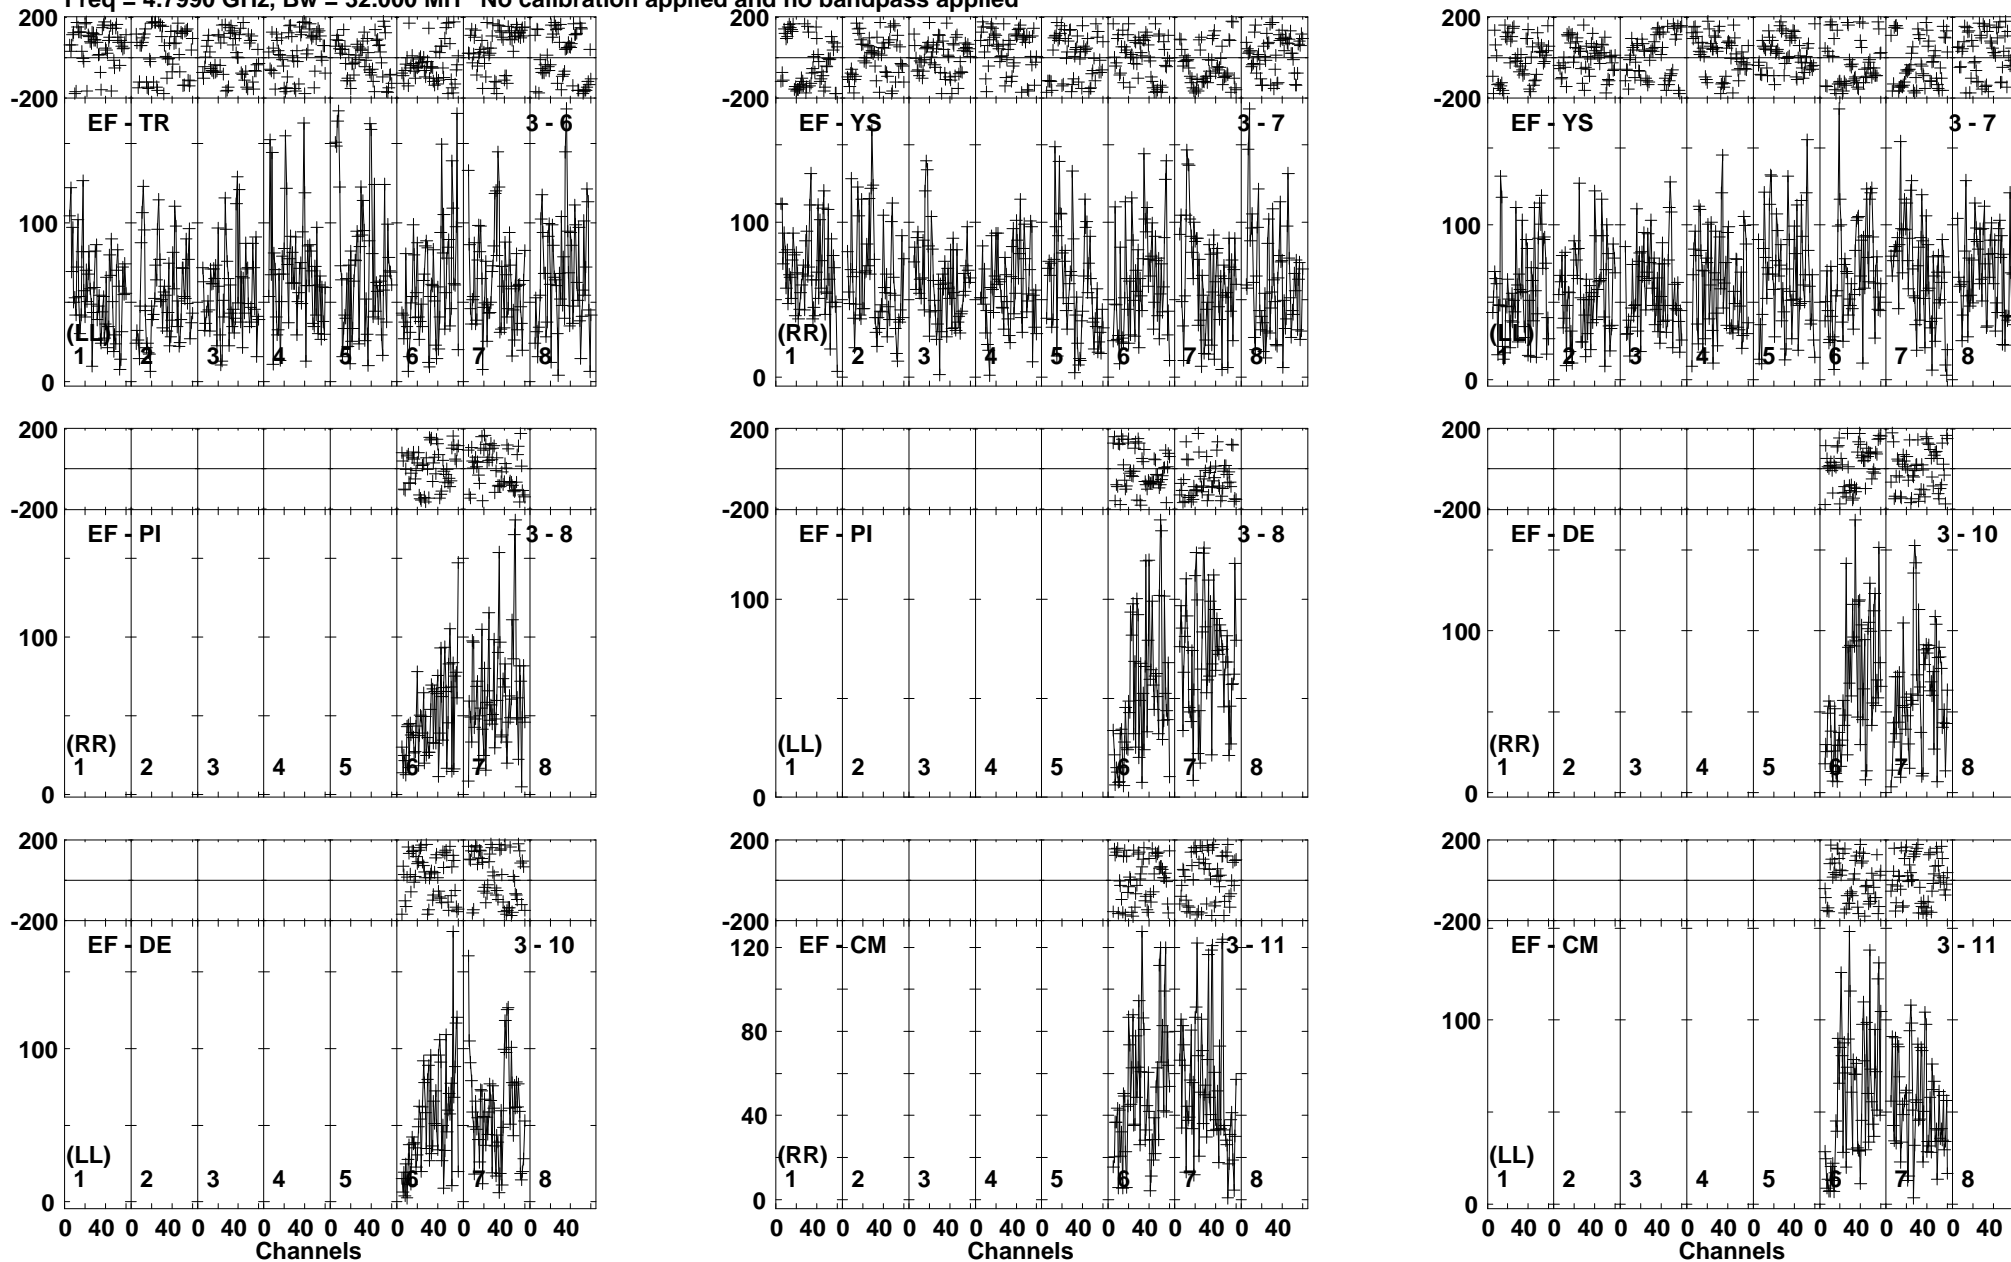 Freq = 4.7990 GHz, Bw = 32.000 MH No calibration applied and no bandpass applied
200 200 200
-200 -200 -200
EF - TR 3 - 6 EF - YS 3 - 7 EF - YS 3 - 7
100 100 100
(LL) (RR) (LL)
1 2 3 4 5 6 7 8 1 2 3 4 5 6 7 8 1 2 3 4 5 6 7 8
0 0 0
200 200 200
-200 -200 -200
EF - PI 3 - 8 EF - PI 3 - 8 EF - DE 3 - 10
100 100 100
(RR) (LL) (RR)
1 2 3 4 5 6 7 8 1 2 3 4 5 6 7 8 1 2 3 4 5 6 7 8
0 0 0
200 200 200
-200 -200 -200
EF - DE 3 - 10 EF - CM 3 - 11 EF - CM 3 - 11
120
100 80 100
40
(LL) (RR) (LL)
1 2 3 4 5 6 7 8 1 2 3 4 5 6 7 8 1 2 3 4 5 6 7 8
0 0 0
0 40 0 40 0 40 0 40 0 40 0 40 0 40 0 40 0 40 0 40 0 40 0 40 0 40 0 40 0 40 0 40 0 40 0 40 0 40 0 40 0 40 0 40 0 40 0 40
Channels Channels Channels